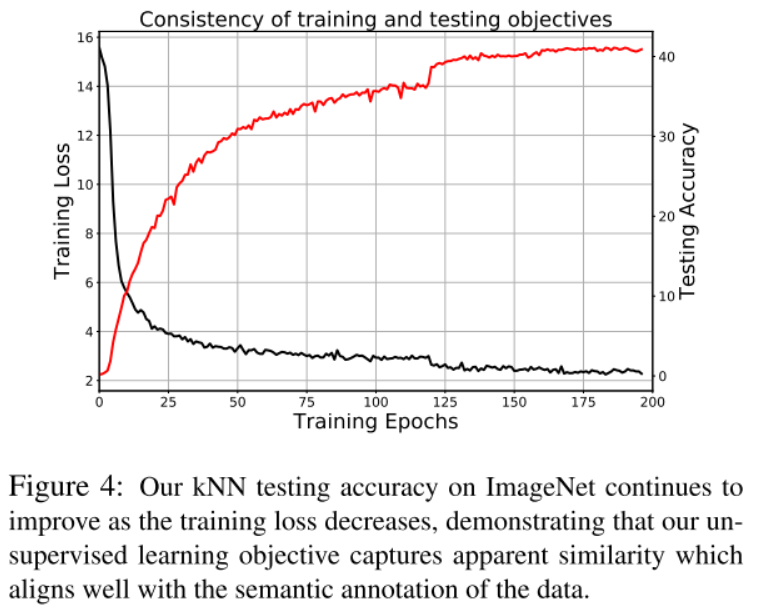 Consistency of training and testing objectives
16
14
12
10
8
6
4
2
Training Loss
40
30
20
10
0
Testing Accuracy
0 25 50 75 100 125 150 175 200
Training Epochs
Figure 4: Our kNN testing accuracy on ImageNet continues to
improve as the training loss decreases, demonstrating that our un-
supervised learning objective captures apparent similarity which
aligns well with the semantic annotation of the data.